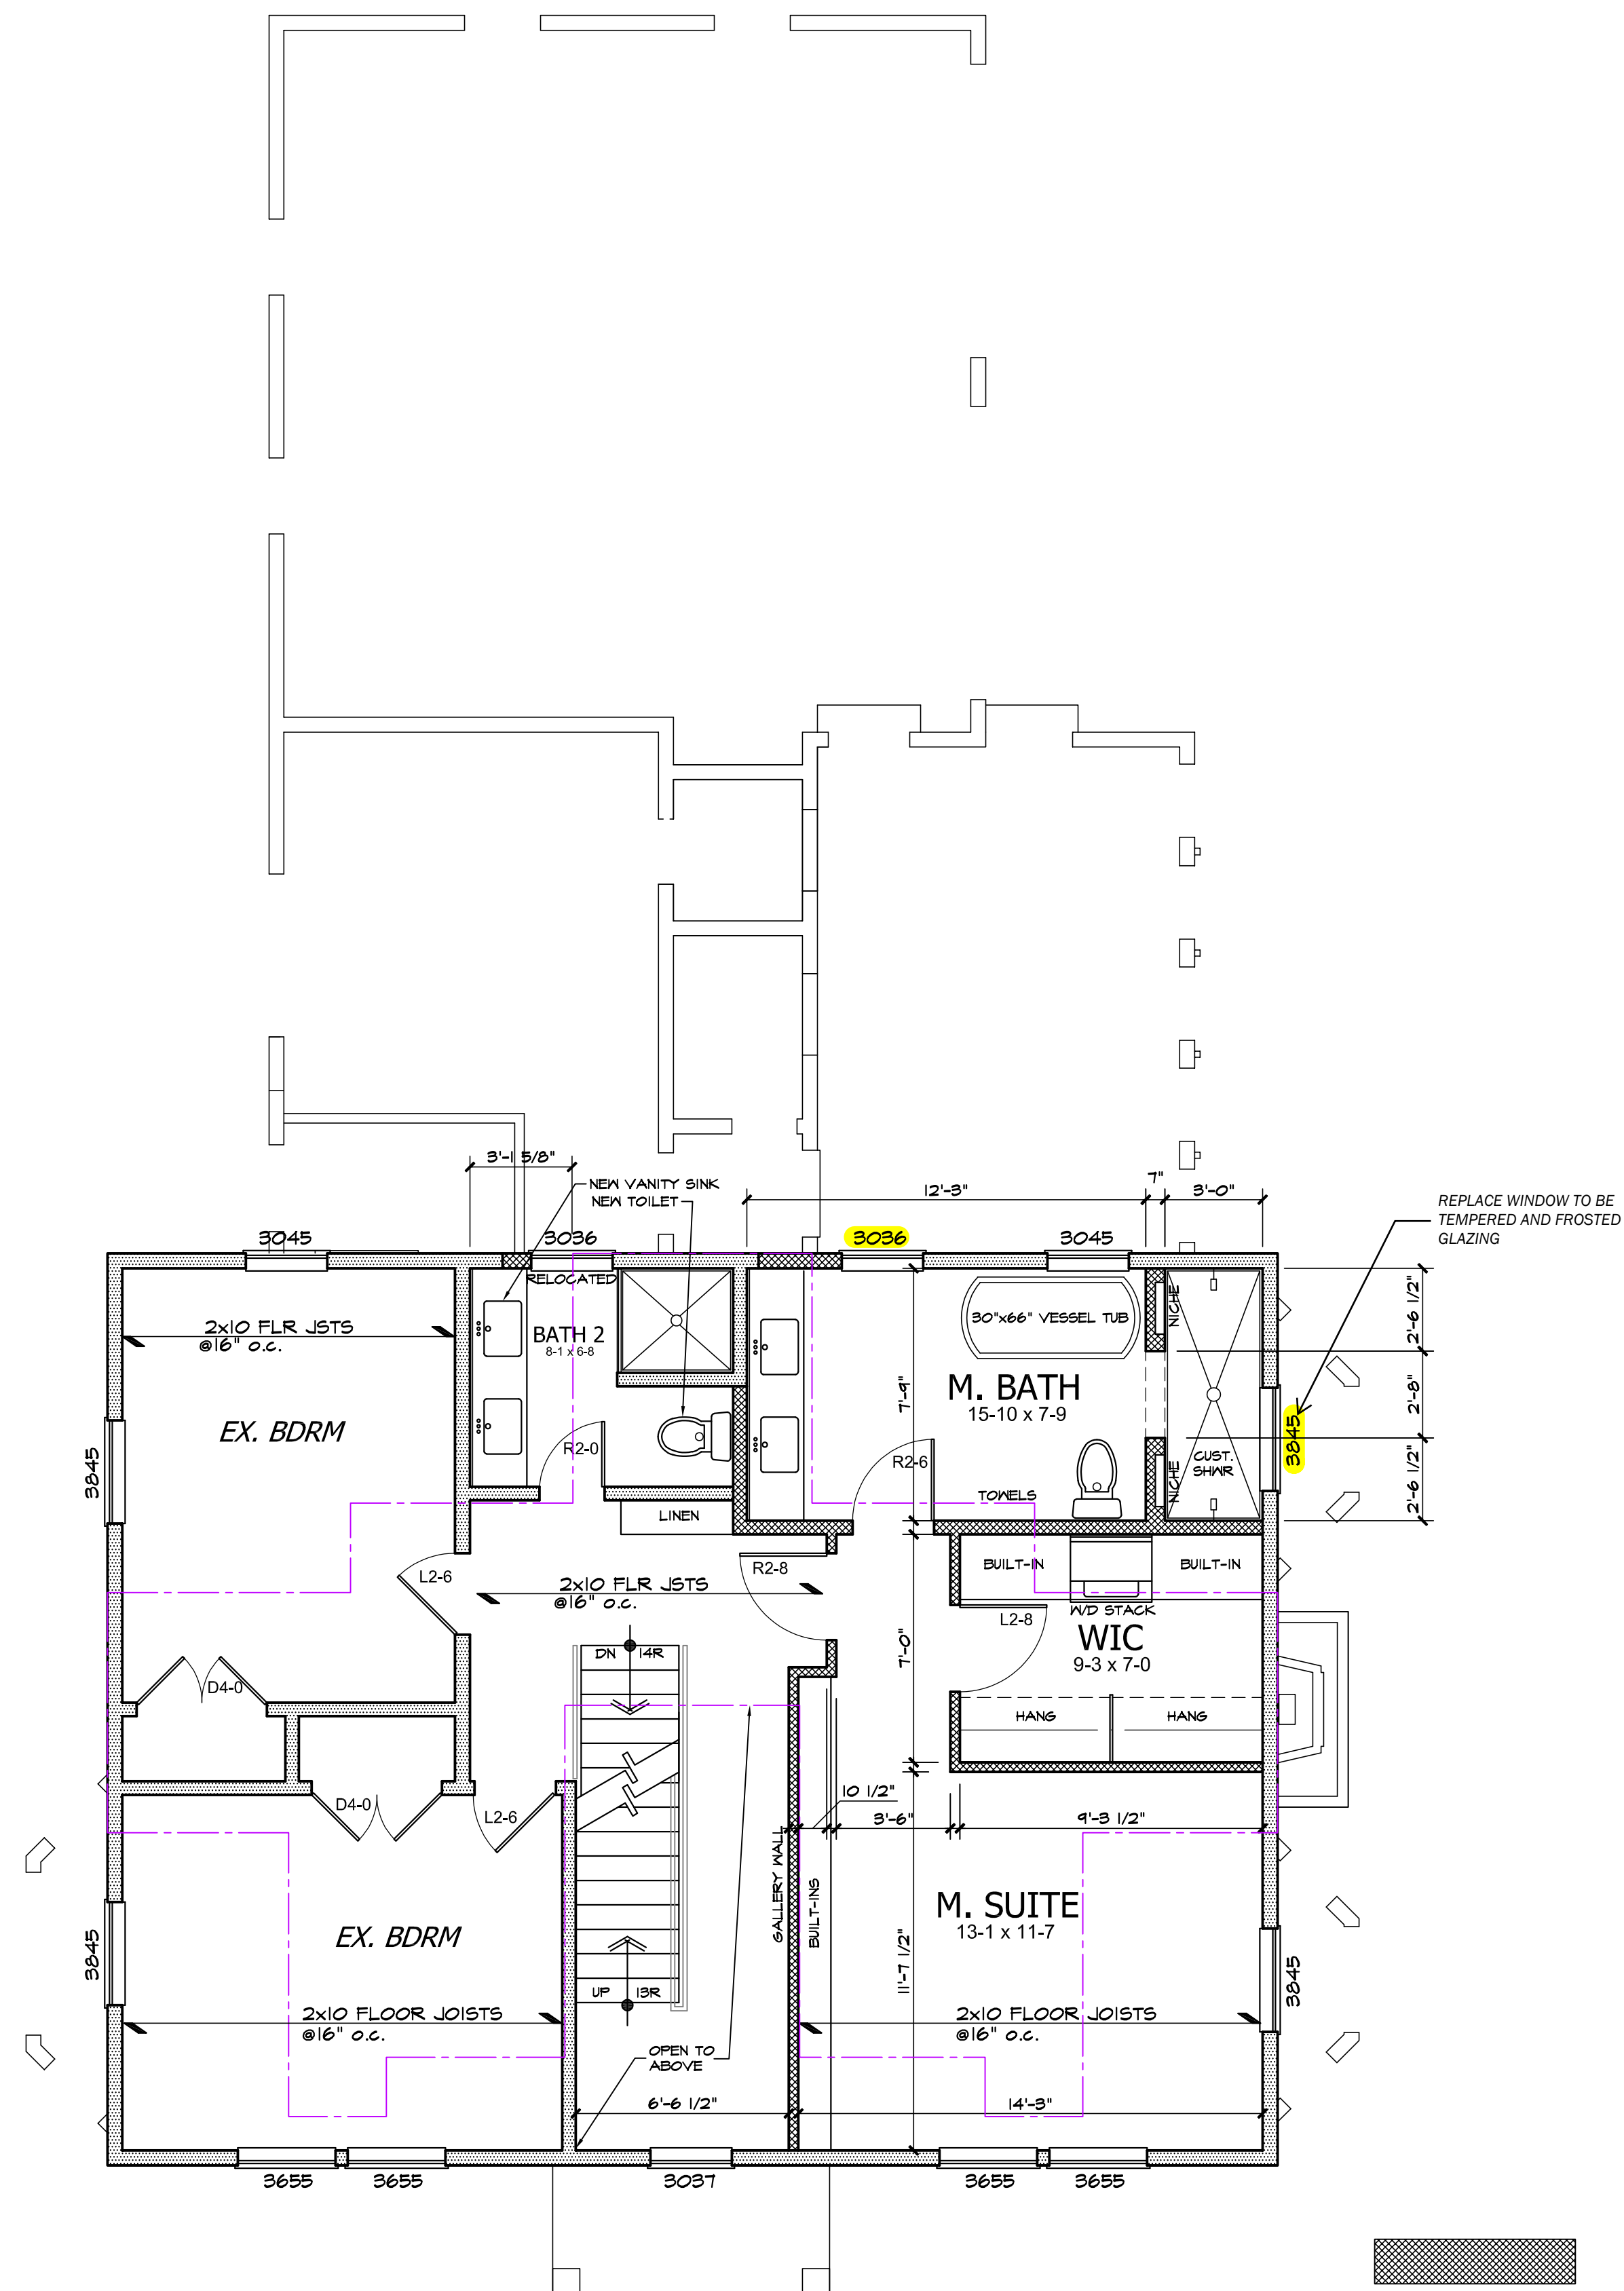 3'-1 5/8"
NEW VANITY SINK
NEW TOILET
12'-3"
7"
3'-0"
REPLACE WINDOW TO BE
TEMPERED AND FROSTED
GLAZING
3045
3036
3036
3045
RELOCATED
2x10 FLR JSTS
@16" o.c.
BATH 2
8-1 x 6-8
30"x66" VESSEL TUB
NICHE
2'-6 1/2"
EX. BDRM
M. BATH
15-10 x 7-9
7'-9"
2'-8"
3845
R2-0
R2-6
CUST.
SHWR
3845
2'-6 1/2"
NICHE
TOWELS
LINEN
L2-6
R2-8
2x10 FLR JSTS
@16" o.c.
BUILT-IN
BUILT-IN
W/D STACK
L2-8
WIC
9-3 x 7-0
7'-0"
DN
14R
D4-0
HANG
HANG
D4-0
L2-6
10 1/2"
3'-6"
9'-3 1/2"
GALLERY WALL
BUILT-INS
M. SUITE
13-1 x 11-7
EX. BDRM
3845
11'-7 1/2"
3845
UP
13R
2x10 FLOOR JOISTS
@16" o.c.
2x10 FLOOR JOISTS
@16" o.c.
OPEN TO
ABOVE
6'-6 1/2"
14'-3"
3655
3655
3037
3655
3655